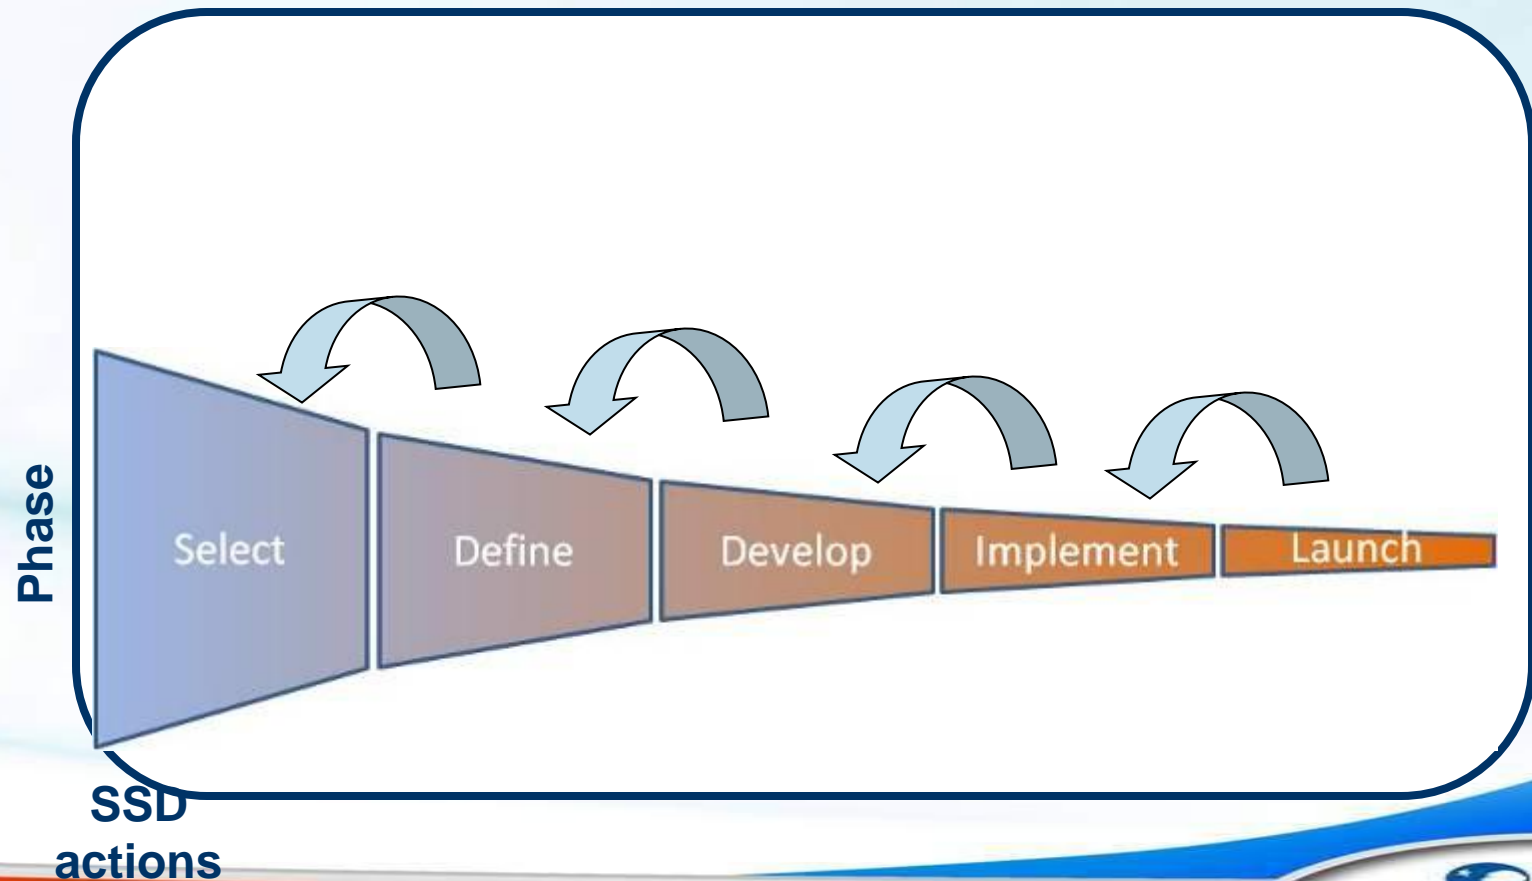 Phase
Select
Define
Develop
Implement
Launch
SSD
actions